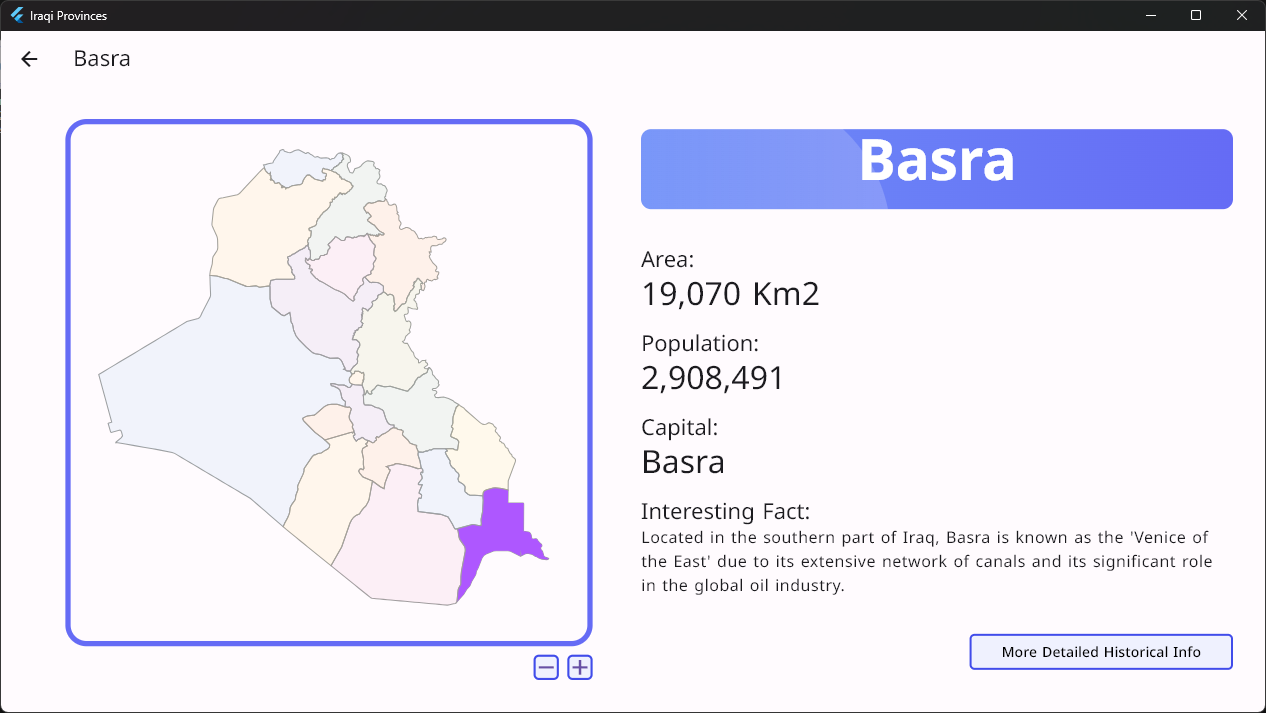 Iraqi Provinces
Basra
Basra
Area:
19,070 Km2
Population:
2,908,491
Capital:
Basra
Interesting Fact:
Located in the southern part of Iraq, Basra is known as the 'Venice of
the East' due to its extensive network of canals and its significant role
in the global oil industry.
More Detailed Historical Info